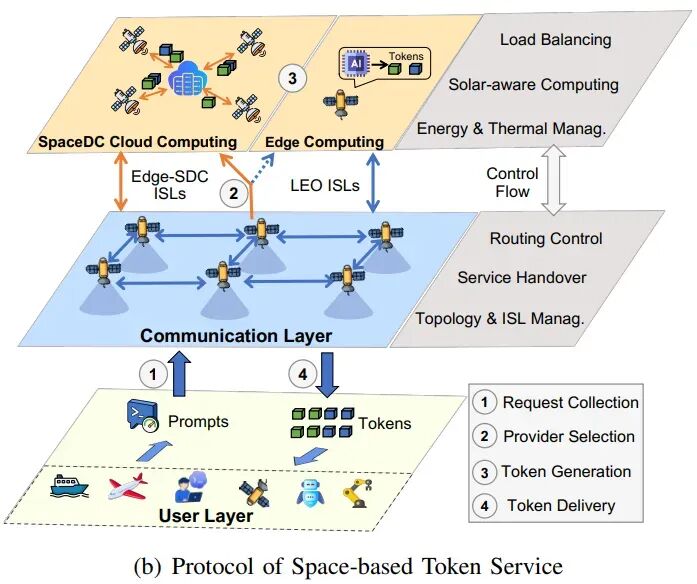 AI
Tokens
3
SpaceDC Cloud Computing
Edge Computing
Load Balancing
Solar-aware Computing
Energy & Thermal Manag.
Edge-SDC
ISLs
2
LEO ISLs
Control
Flow
Routing Control
Service Handover
Topology & ISL Manag.
Communication Layer
1
4
Prompts
Tokens
User Layer
1 Request Collection
2 Provider Selection
3 Token Generation
4 Token Delivery
(b) Protocol of Space-based Token Service